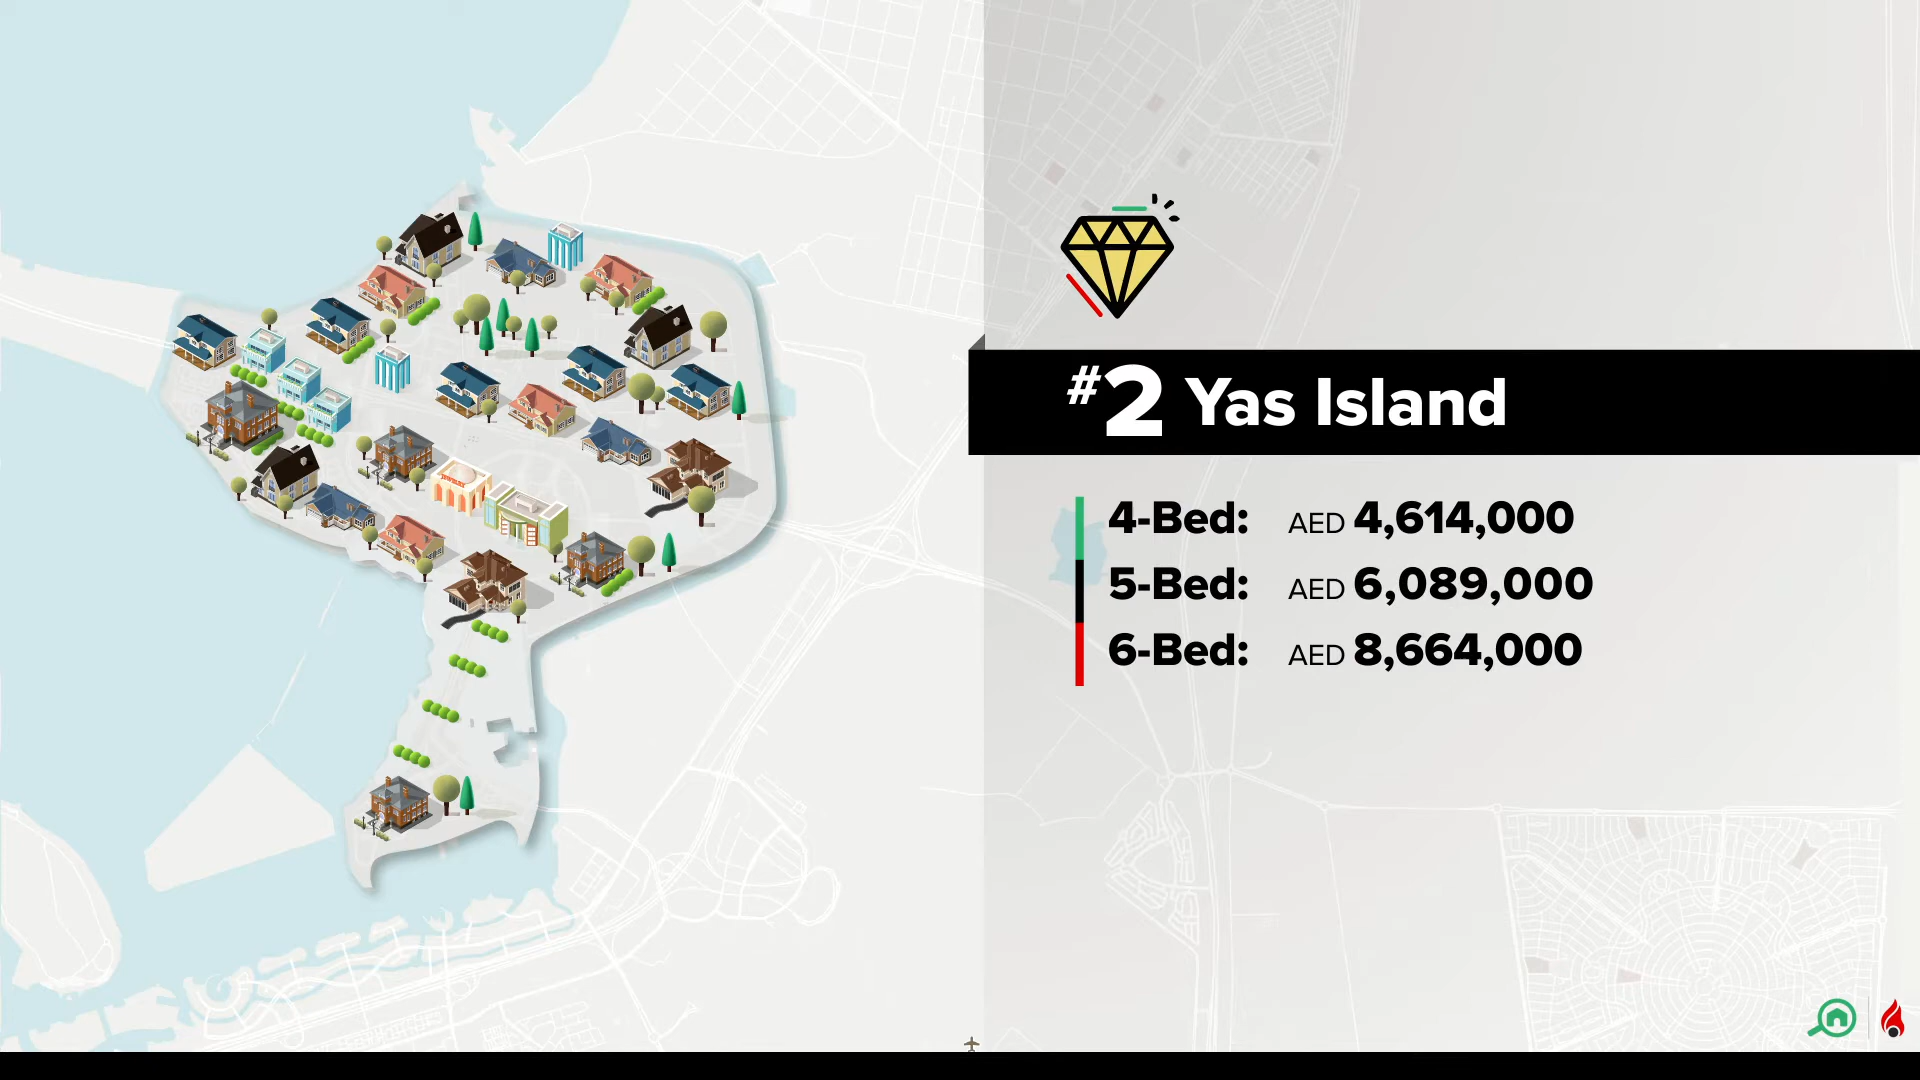 #2 Yas Island
4-Bed: AED 4,614,000
5-Bed: AED 6,089,000
6-Bed: AED 8,664,000
JEWELRY